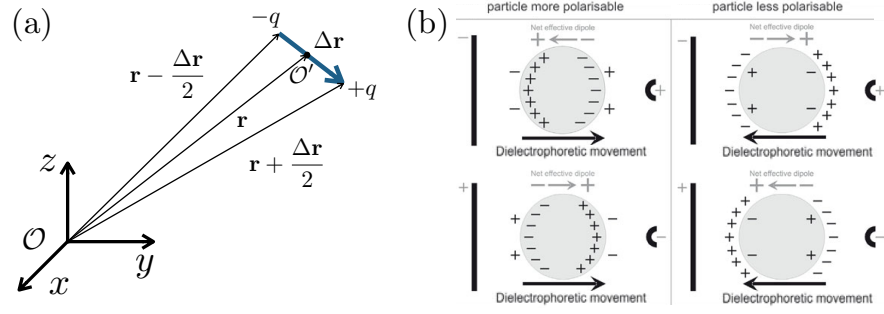 (a)
−q
Δr
O′
+q
r − Δr/2
r
r + Δr/2
z
O
y
x
(b)
particle more polarisable
particle less polarisable
Net effective dipole
+ ← −
Net effective dipole
− → +
−
+
−
+
Dielectrophoretic movement
Dielectrophoretic movement
Net effective dipole
− → +
Net effective dipole
+ ← −
+
−
+
−
Dielectrophoretic movement
Dielectrophoretic movement